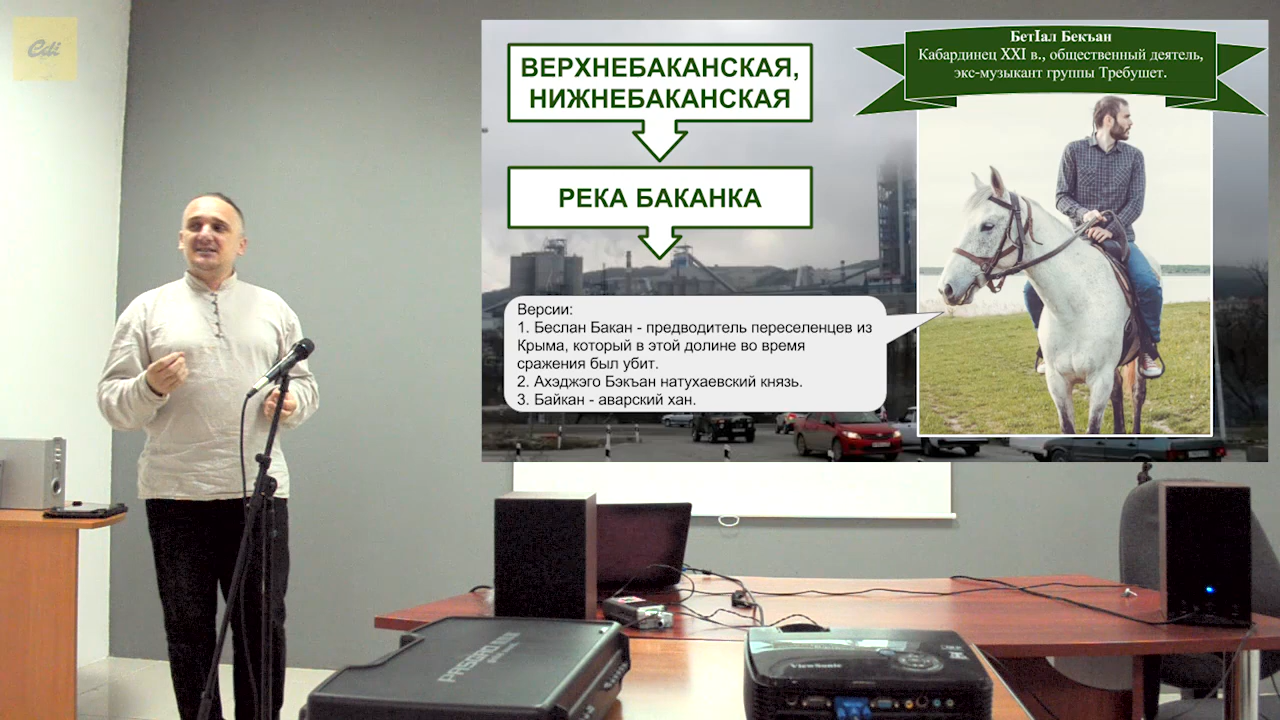 Cdi
ВЕРХНЕБАКАНСКАЯ,
НИЖНЕБАКАНСКАЯ
РЕКА БАКАНКА
Версии:
1. Беслан Бакан - предводитель переселенцев из
Крыма, который в этой долине во время
сражения был убит.
2. Ахэджэго Бэкъан натухаевский князь.
3. Байкан - аварский хан.
БетӀал Бекъан
Кабардинец XXI в., общественный деятель,
экс-музыкант группы Требушет.
PASGAO
ViewSonic